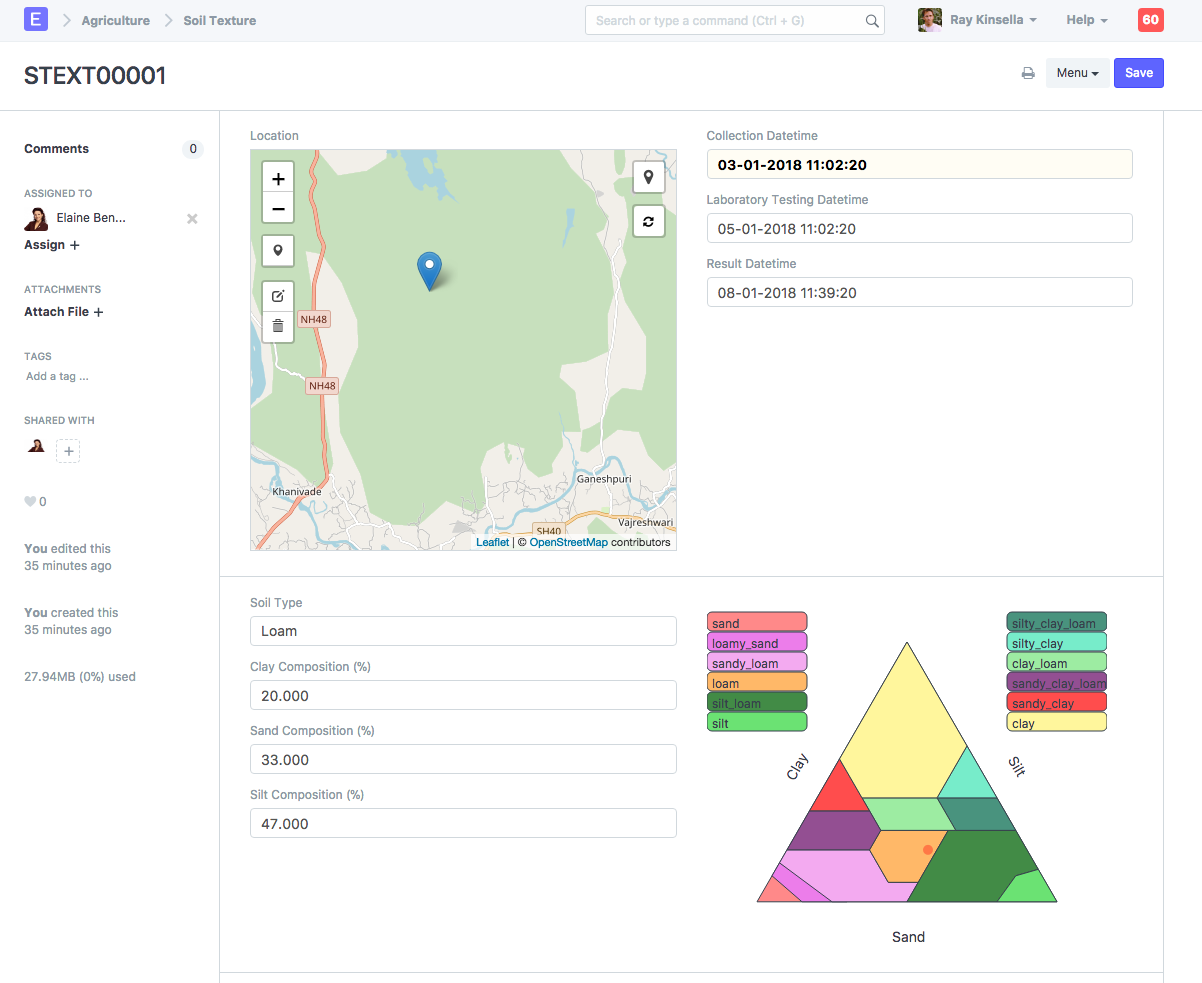 E Agriculture Soil Texture Search or type a command (Ctrl + G) Ray Kinsella Help 60
STEXT00001 Menu Save
Comments 0
ASSIGNED TO
Elaine Ben...
Assign +
ATTACHMENTS
Attach File +
TAGS
Add a tag ...
SHARED WITH
+
0
You edited this
35 minutes ago
You created this
35 minutes ago
27.94MB (0%) used
Location
+
−
NH48
NH48
Khanivade
Ganeshpuri
Vajreshwari
SH40
Leaflet | © OpenStreetMap contributors
Collection Datetime
03-01-2018 11:02:20
Laboratory Testing Datetime
05-01-2018 11:02:20
Result Datetime
08-01-2018 11:39:20
Soil Type
Loam
Clay Composition (%)
20.000
Sand Composition (%)
33.000
Silt Composition (%)
47.000
sand
loamy_sand
sandy_loam
loam
silt_loam
silt
silty_clay_loam
silty_clay
clay_loam
sandy_clay_loam
sandy_clay
clay
Clay
Silt
Sand